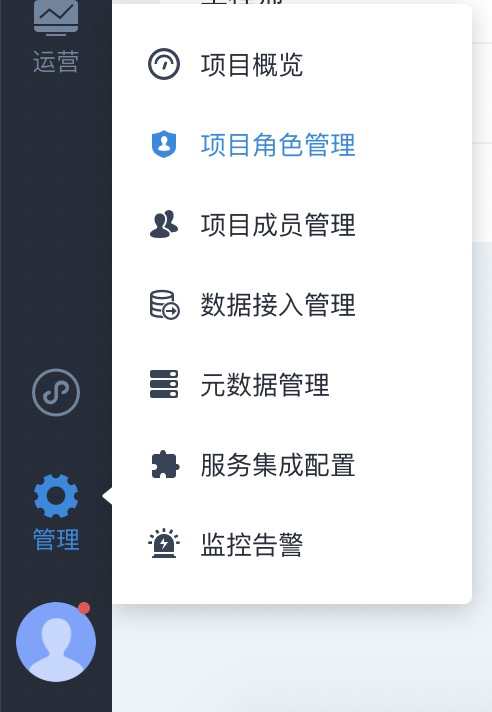 运营
项目概览
项目角色管理
项目成员管理
数据接入管理
元数据管理
服务集成配置
监控告警
管理